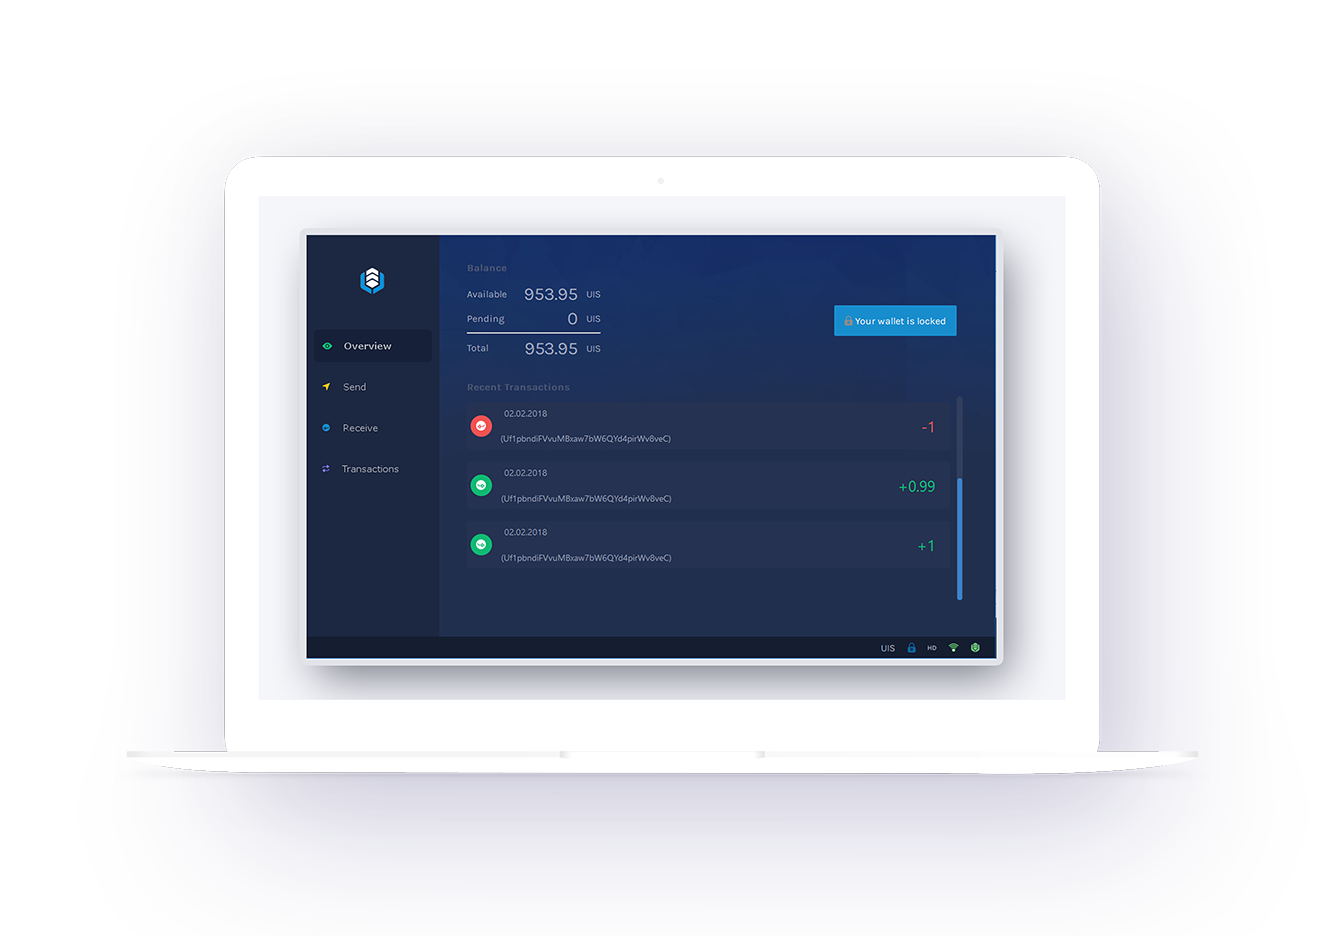 Balance
Available 953.95 UIS
Pending 0 UIS
Total 953.95 UIS
Your wallet is locked
Overview
Send
Receive
Transactions
Recent Transactions
02.02.2018
(Uf1pbndiFVvuMBxaw7bW6QYd4pirWv8veC)
-1
02.02.2018
(Uf1pbndiFVvuMBxaw7bW6QYd4pirWv8veC)
+0.99
02.02.2018
(Uf1pbndiFVvuMBxaw7bW6QYd4pirWv8veC)
+1
UIS HD